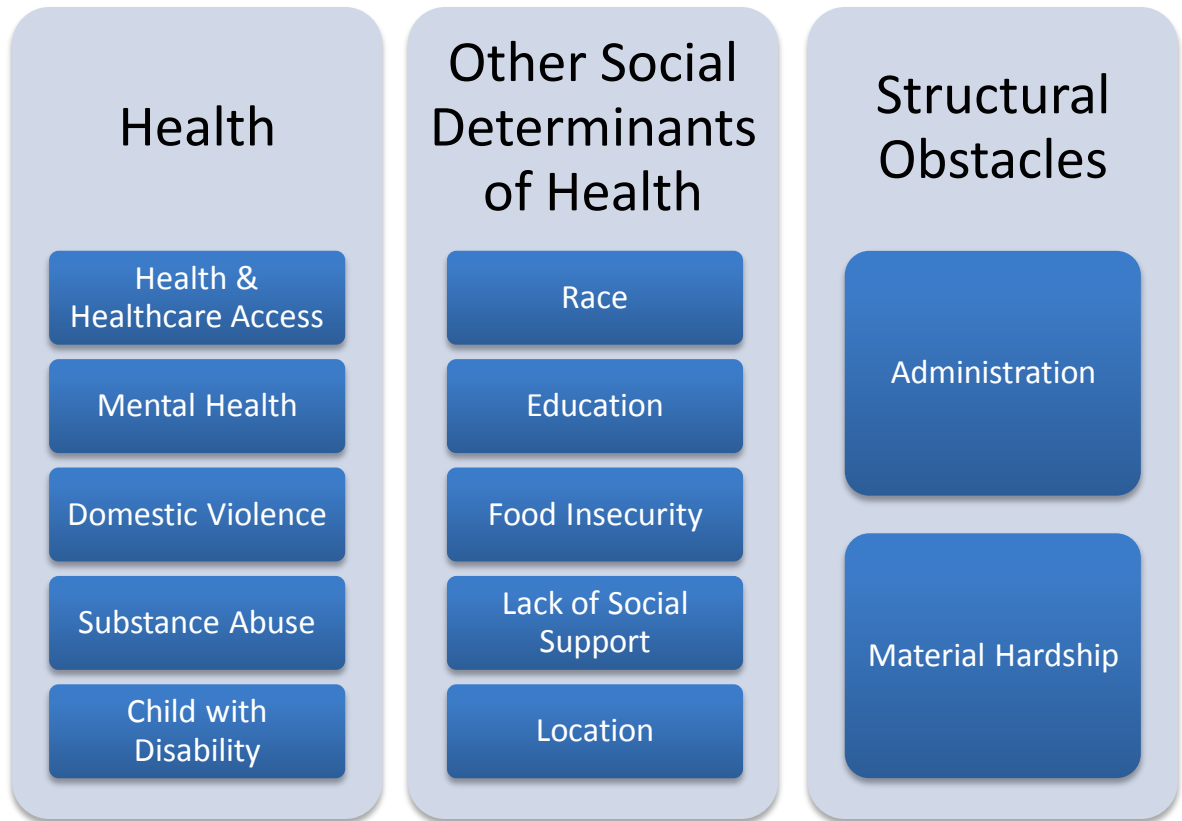 Health
Health &
Healthcare Access
Mental Health
Domestic Violence
Substance Abuse
Child with
Disability
Other Social
Determinants
of Health
Race
Education
Food Insecurity
Lack of Social
Support
Location
Structural
Obstacles
Administration
Material Hardship